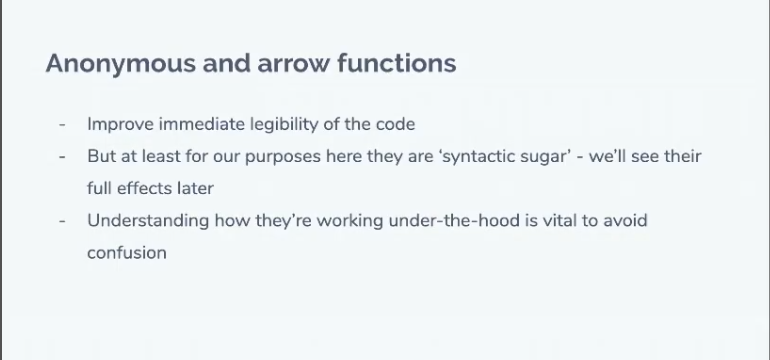 Anonymous and arrow functions
- Improve immediate legibility of the code
- But at least for our purposes here they are ‘syntactic sugar’ - we’ll see their
full effects later
- Understanding how they’re working under-the-hood is vital to avoid
confusion